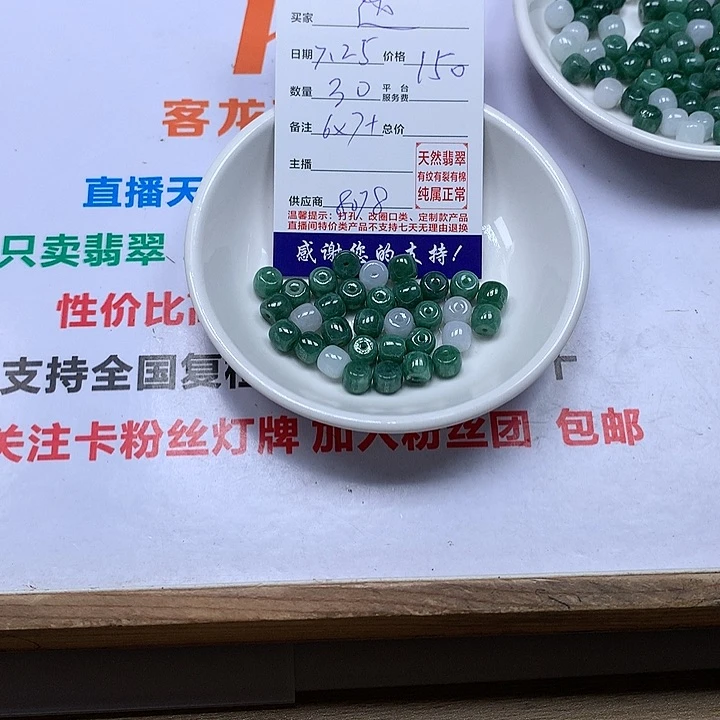 买家
日期 7.25 价格 150
数量 30 平台服务费
备注 6x7+ 总价
主播
天然翡翠
有纹有裂有棉
纯属正常
供应商 8078
温馨提示：打孔、改圈口类、定制款产品
直播间特价类产品不支持七天无理由退换
感谢您的支持！
客龙
直播天
只卖翡翠
性价比
支持全国复检
关注卡粉丝灯牌 加入粉丝团 包邮